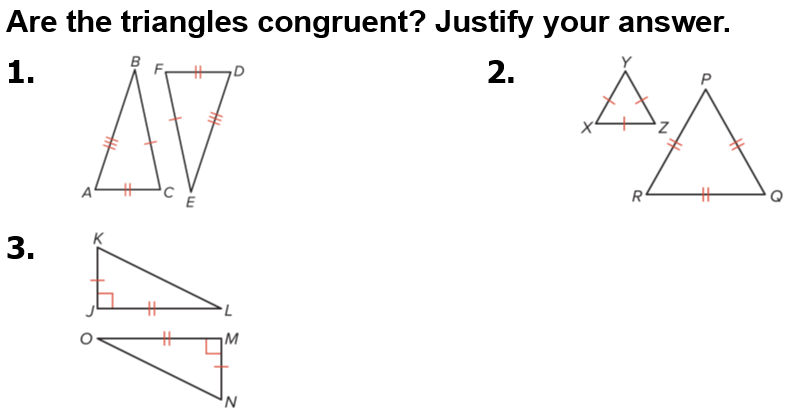 Are the triangles congruent? Justify your answer.
1.
B
F
D
A
C
E
2.
Y
P
X
Z
R
Q
3.
K
J
L
O
M
N